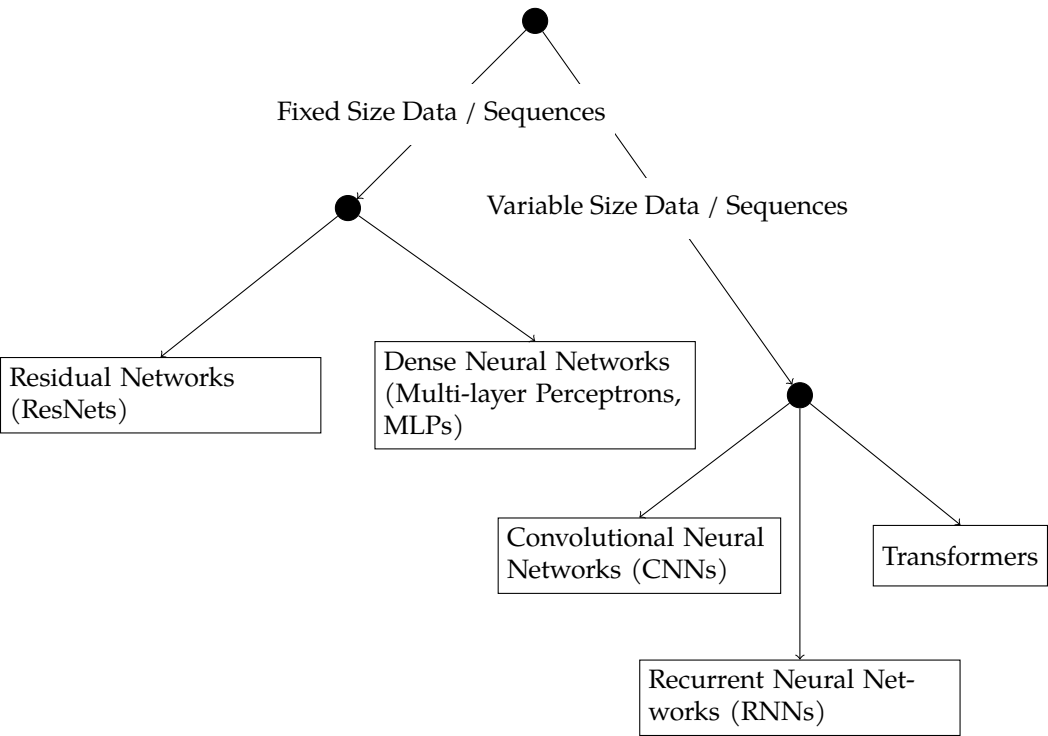 Fixed Size Data / Sequences
Variable Size Data / Sequences
Residual Networks
(ResNets)
Dense Neural Networks
(Multi-layer Perceptrons,
MLPs)
Convolutional Neural
Networks (CNNs)
Transformers
Recurrent Neural Net-
works (RNNs)